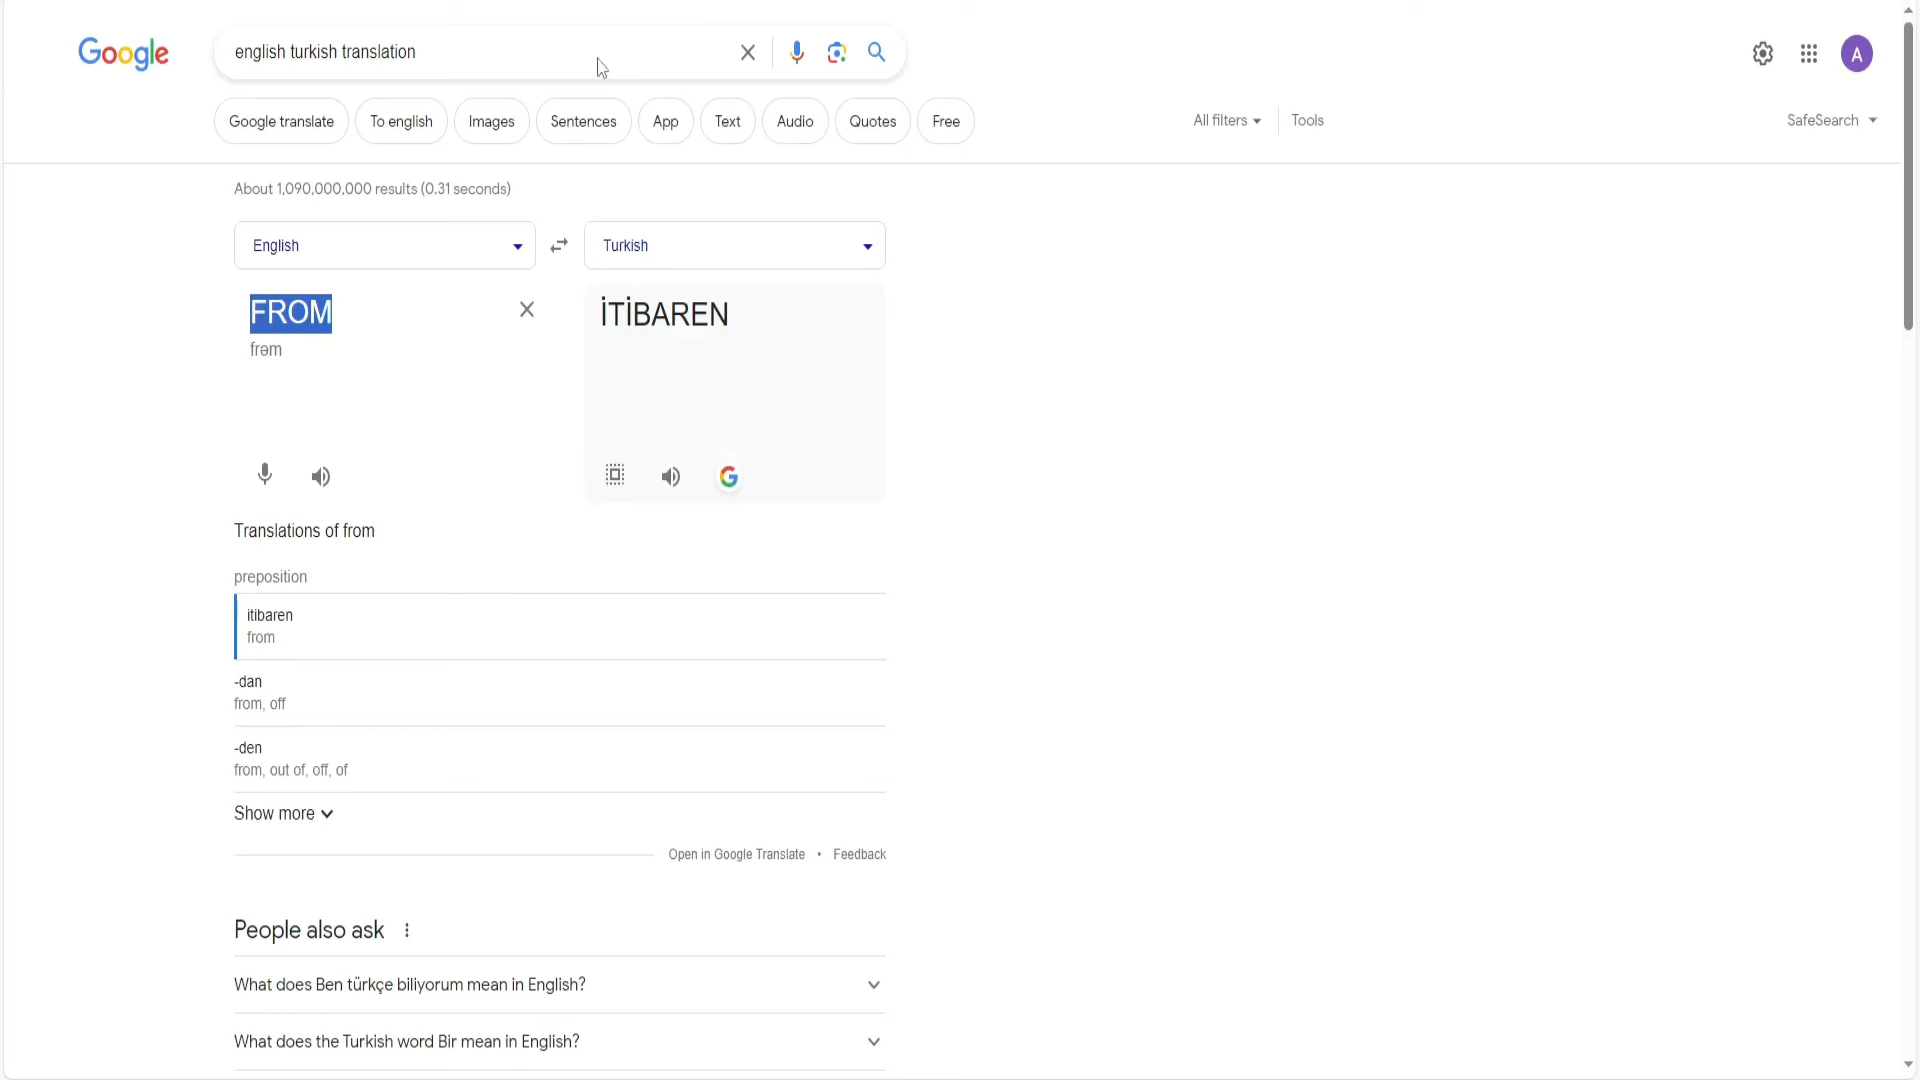 Google
english turkish translation
A
Google translate
To english
Images
Sentences
App
Text
Audio
Quotes
Free
All filters
Tools
SafeSearch
About 1,090,000,000 results (0.31 seconds)
English
Turkish
FROM
frəm
İTİBAREN
G
Translations of from
preposition
itibaren
from
-dan
from, off
-den
from, out of, off, of
Show more
Open in Google Translate • Feedback
People also ask
What does Ben türkçe biliyorum mean in English?
What does the Turkish word Bir mean in English?